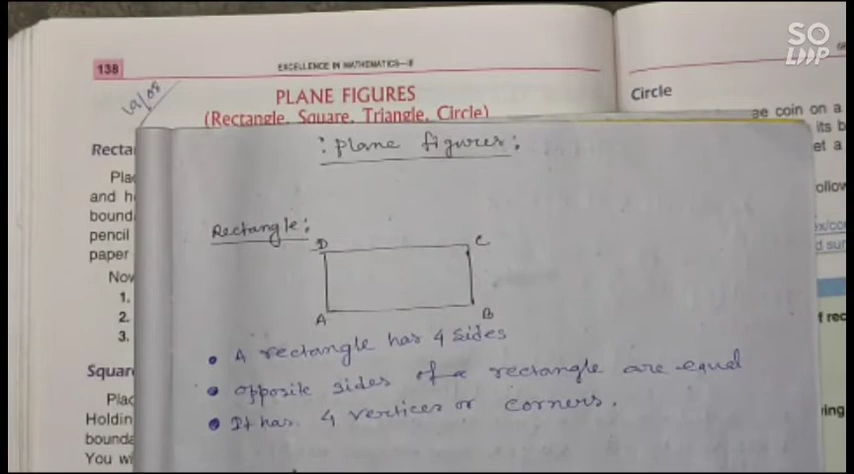 SO
LOOP
138
EXCELLENCE IN MATHEMATICS—
19/08
PLANE FIGURES
(Rectangle, Square, Triangle, Circle)
Circle
coin on a
its b
et a
Recta
Pla
and h
bound
pencil
paper
Now
1.
2.
3.
Squar
Plac
Holdin
bounda
You wi
: Plane figures :
Rectangle :
D C
A B
• A rectangle has 4 sides
• opposite sides of a rectangle are equal
• It has 4 vertices or corners.
ollow
d sur
f rec
ing